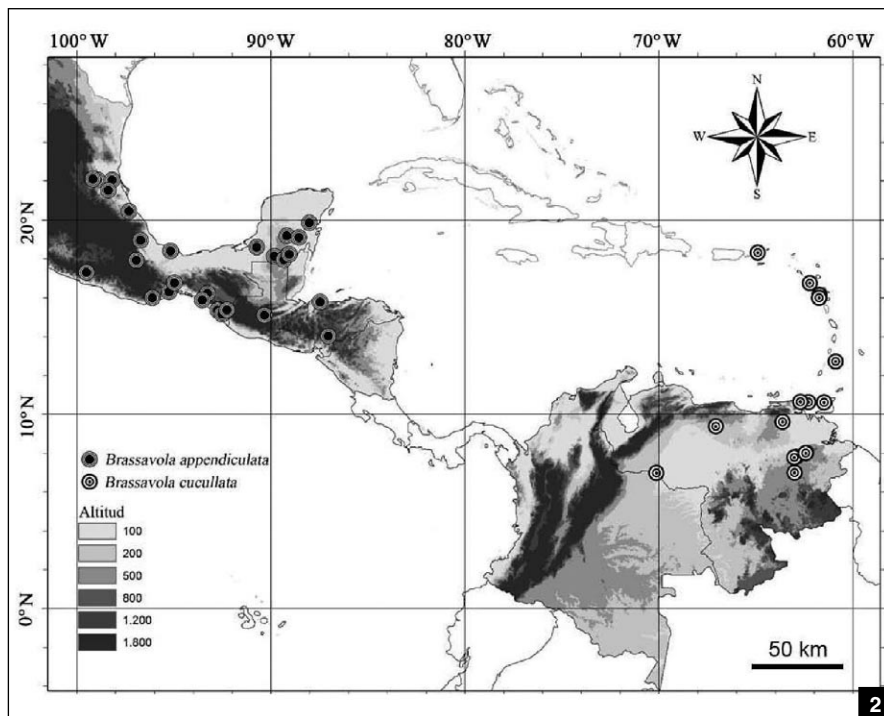 100°W 90°W 80°W 70°W 60°W
N
W E
S
20°N
10°N
0°N
Brassavola appendiculata
Brassavola cucullata
Altitud
100
200
500
800
1.200
1.800
50 km
2